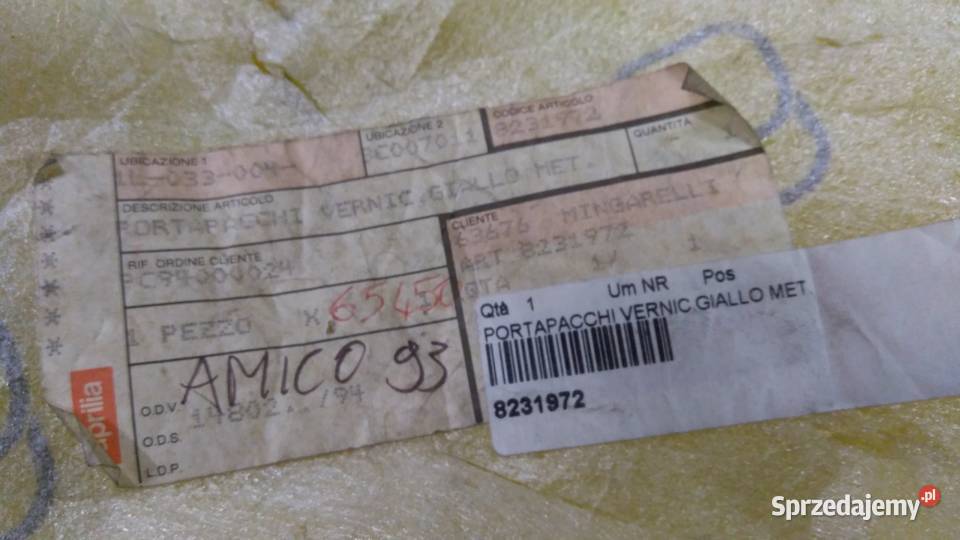 UBICAZIONE 1
UBICAZIONE 2
CODICE ARTICOLO
8231972
DESCRIZIONE ARTICOLO
PORTAPACCHI VERNIC.GIALLO MET
QUANTITA
RIF. ORDINE CLIENTE
CLIENTE
63676 MINGARELLI
ART 8231972
QTA 1/ 1
1 PEZZO X
AMICO 93
O.D.V.
O.D.S.
I.D.P.
aprilia
Qtà 1 Um NR Pos
PORTAPACCHI VERNIC GIALLO MET
8231972
Sprzedajemy.pl